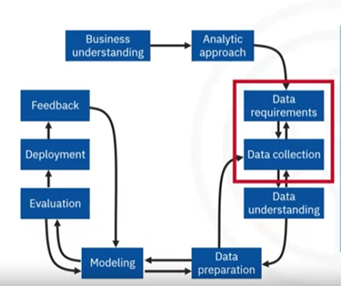 Business
understanding
Analytic
approach
Data
requirements
Data collection
Data
understanding
Data
preparation
Modeling
Evaluation
Deployment
Feedback